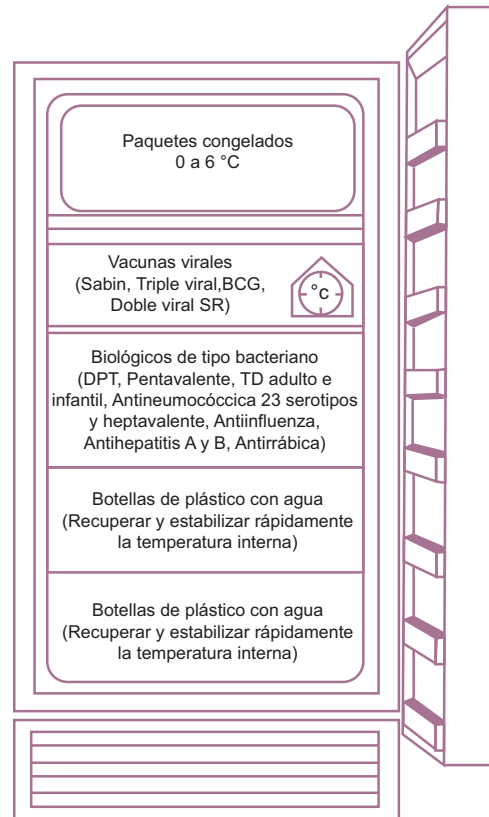 Paquetes congelados
0 a 6 °C
Vacunas virales
(Sabin, Triple viral,BCG,
Doble viral SR)
°c
Biológicos de tipo bacteriano
(DPT, Pentavalente, TD adulto e
infantil, Antineumocóccica 23 serotipos
y heptavalente, Antiinfluenza,
Antihepatitis A y B, Antirrábica)
Botellas de plástico con agua
(Recuperar y estabilizar rápidamente
la temperatura interna)
Botellas de plástico con agua
(Recuperar y estabilizar rápidamente
la temperatura interna)